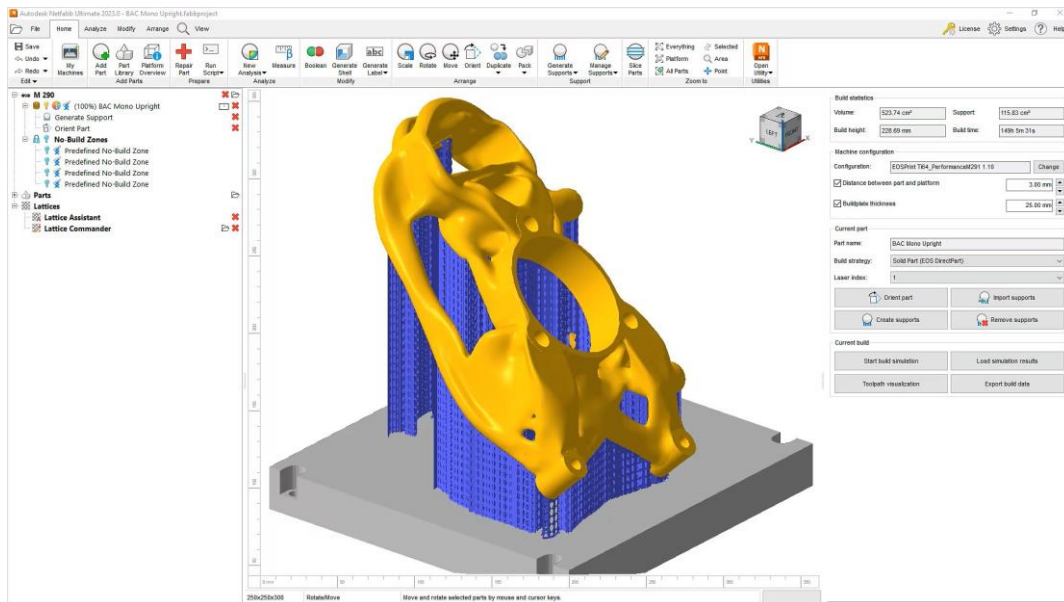 Autodesk Netfabb Ultimate 2023.0 - BAC Mono Upright.fabbproject
File Home Analyze Modify Arrange View License Settings Help
Save
Undo
Redo
Edit
My Machines
Add Part
Part Library
Platform Overview
Add Parts
Repair Part
Run Script
Prepare
New Analysis
Measure
Analyze
Boolean
Generate Shell
abc
Generate Label
Modify
Scale
Rotate
Move
Orient
Duplicate
Pack
Arrange
Generate Supports
Manage Supports
Support
Slice Parts
Everything Selected
Platform Area
All Parts Point
Zoom to
Open Utility
Utilities
M 290
(100%) BAC Mono Upright
Generate Support
Orient Part
No-Build Zones
Predefined No-Build Zone
Predefined No-Build Zone
Predefined No-Build Zone
Predefined No-Build Zone
Parts
Lattices
Lattice Assistant
Lattice Commander
LEFT
FRONT
Y
X
Build statistics
Volume: 523.74 cm³ Support: 115.83 cm³
Build height: 228.69 mm Build time: 149h 5m 31s
Machine configuration
Configuration: EOSPrint Ti64_PerformanceM291 1.10 Change
Distance between part and platform 3.00 mm
Buildplate thickness 25.00 mm
Current part
Part name: BAC Mono Upright
Build strategy: Solid Part (EOS DirectPart)
Laser index: 1
Orient part Import supports
Create supports Remove supports
Current build
Start build simulation Load simulation results
Toolpath visualization Export build data
250x250x300 Rotate/Move Move and rotate selected parts by mouse and cursor keys.